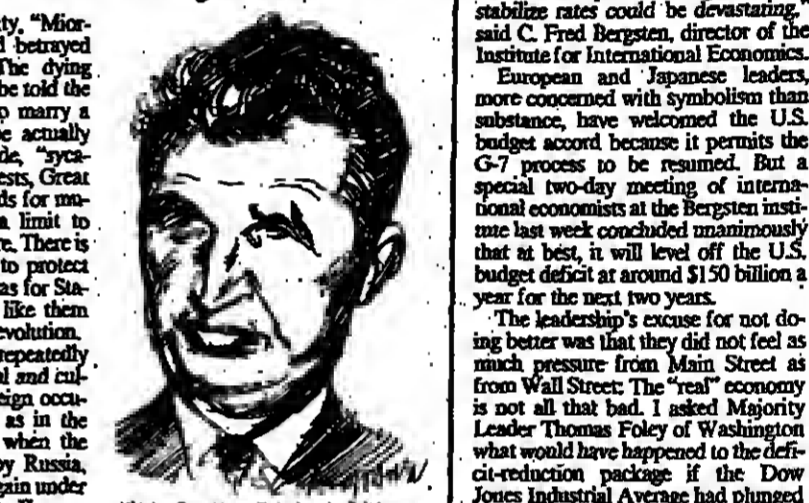 ty, "Mior-
d betrayed
The dying
be told the
o marry a
e actually
de, "syca-
ests, Great
ds for mu-
a limit to
re. There is
to protect
as for Sta-
like them
evolution.
repeatedly
al and cul-
eign occu-
as in the
when the
by Russia,
gain under
stabilize rates could be devastating,"
said C. Fred Bergsten, director of the
Institute for International Economics.
European and Japanese leaders,
more concerned with symbolism than
substance, have welcomed the U.S.
budget accord because it permits the
G-7 process to be resumed. But a
special two-day meeting of interna-
tional economists at the Bergsten insti-
tute last week concluded unanimously
that at best, it will level off the U.S.
budget deficit at around $150 billion a
year for the next two years.
The leadership's excuse for not do-
ing better was that they did not feel as
much pressure from Main Street as
from Wall Street: The "real" economy
is not all that bad. I asked Majority
Leader Thomas Foley of Washington
what would have happened to the defi-
cit-reduction package if the Dow
Jones Industrial Average had plunged